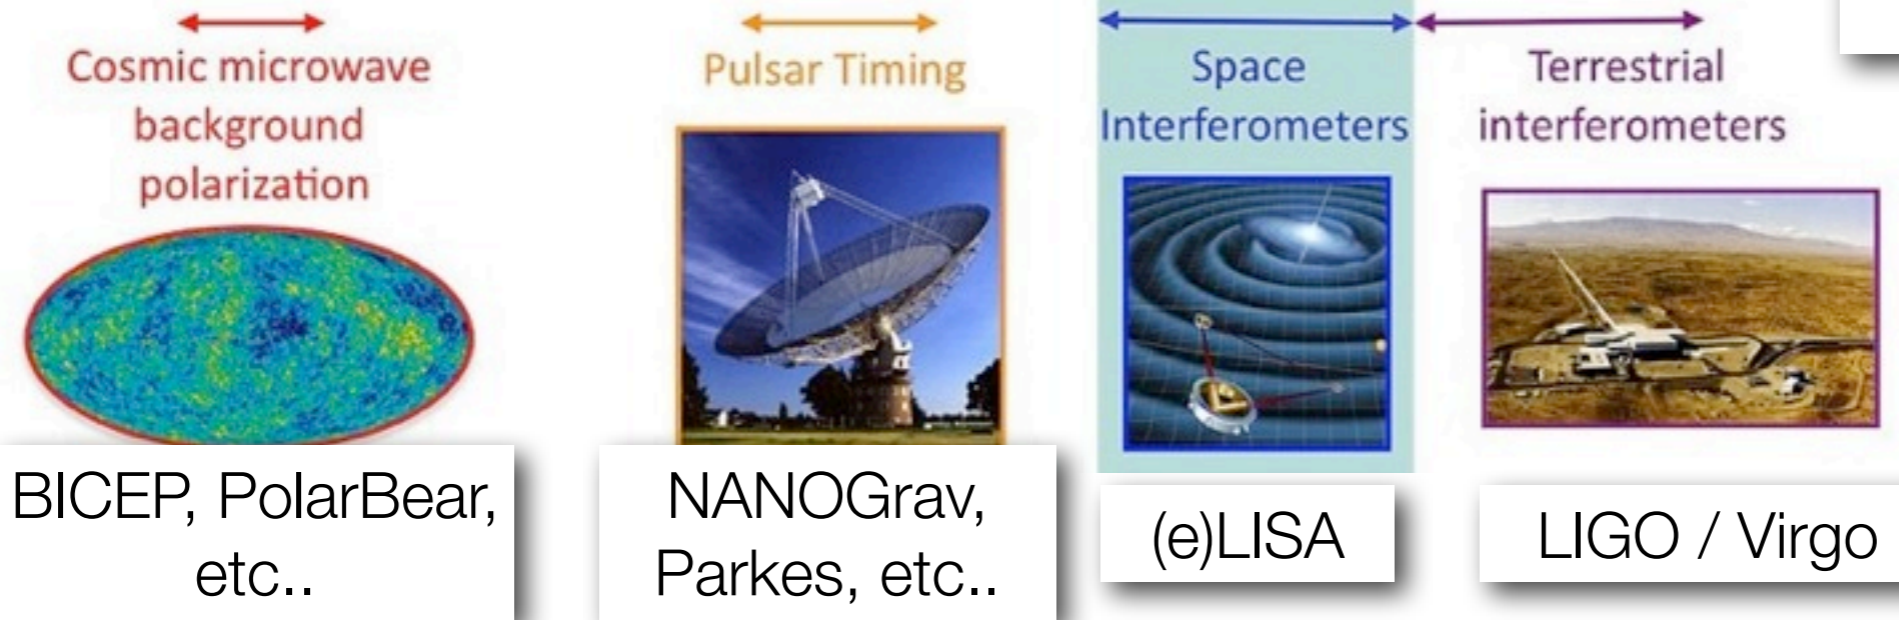 Cosmic microwave
background
polarization
Pulsar Timing
Space
Interferometers
Terrestrial
interferometers
BICEP, PolarBear,
etc..
NANOGrav,
Parkes, etc..
(e)LISA
LIGO / Virgo